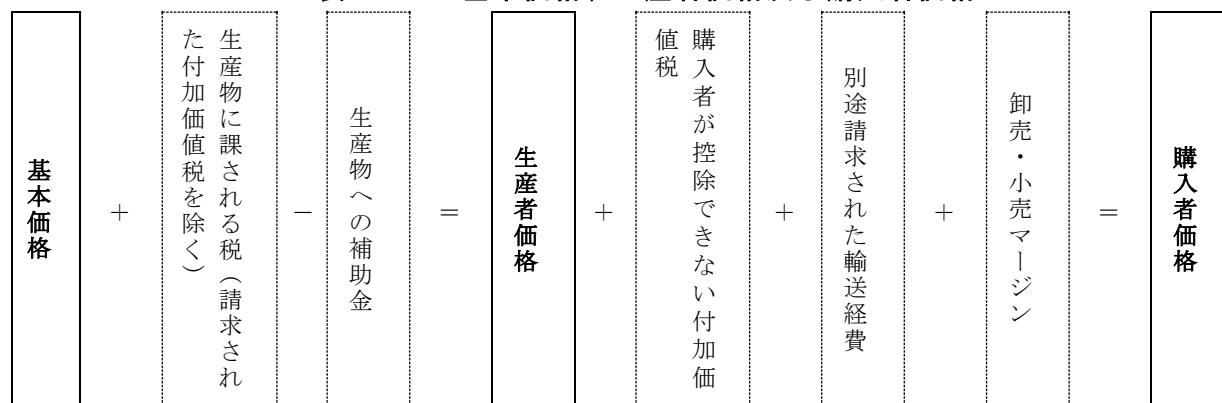 基本価格
+
生産物に課される税（請求され
た付加価値税を除く）
−
生産物への補助金
=
生産者価格
+
購入者が控除できない付加価
値税
+
別途請求された輸送経費
+
卸売・小売マージン
=
購入者価格